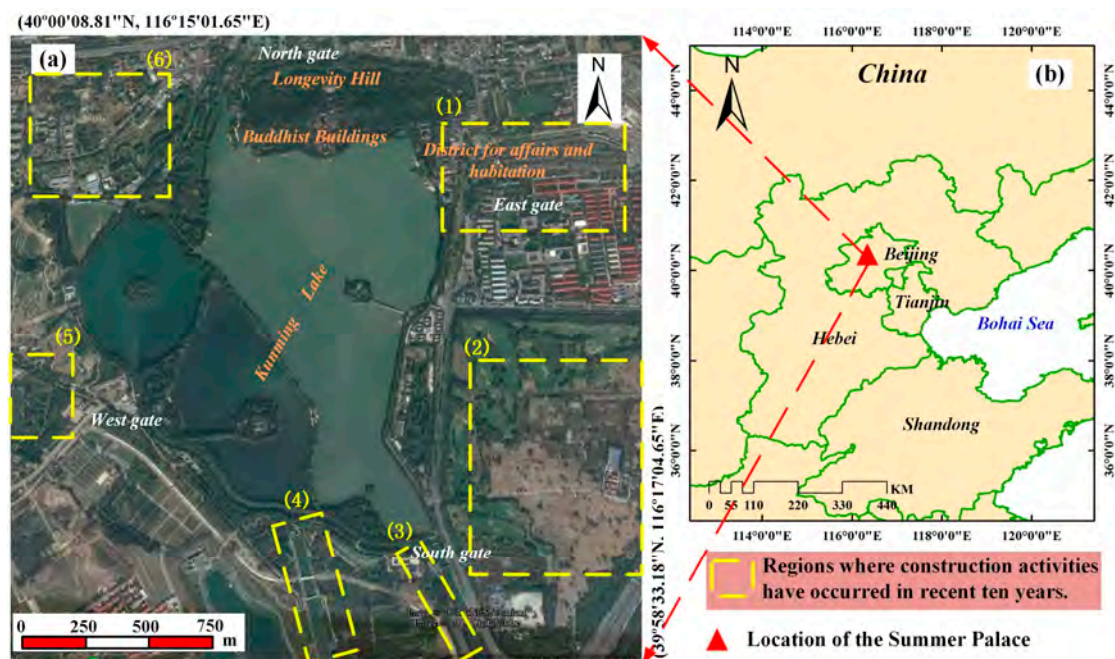 (40°00'08.81"N, 116°15'01.65"E)
(a)
(6)
North gate
Longevity Hill
N
(1)
Buddhist Buildings
District for affairs and
habitation
East gate
Kunming Lake
(5)
(2)
West gate
(4)
(3)
South gate
0 250 500 750
m
(39°58'33.18"N, 116°17'04.65"E)
114°0'0"E 116°0'0"E 118°0'0"E 120°0'0"E
China
(b)
N
44°0'0"N
42°0'0"N
40°0'0"N
38°0'0"N
36°0'0"N
Beijing
Tianjin
Bohai Sea
Hebei
Shandong
KM
0 55 110 220 330 440
114°0'0"E 116°0'0"E 118°0'0"E 120°0'0"E
Regions where construction activities
have occurred in recent ten years.
Location of the Summer Palace